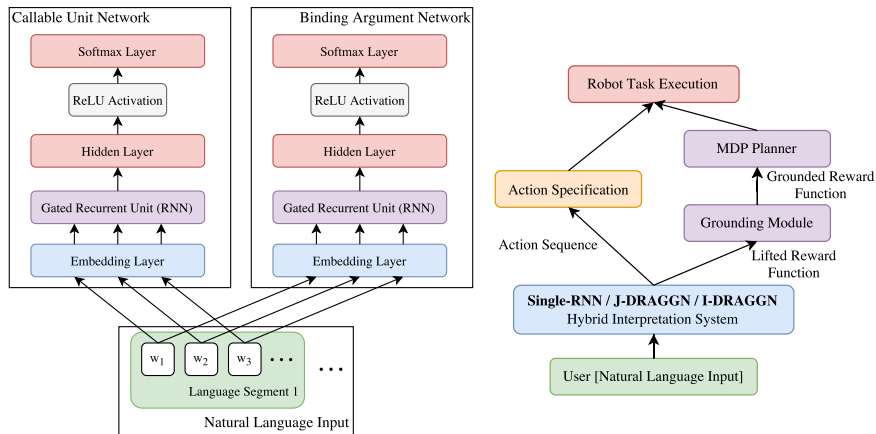 Callable Unit Network
Softmax Layer
ReLU Activation
Hidden Layer
Gated Recurrent Unit (RNN)
Embedding Layer
Binding Argument Network
Softmax Layer
ReLU Activation
Hidden Layer
Gated Recurrent Unit (RNN)
Embedding Layer
w1 w2 w3 ...
Language Segment 1
...
Natural Language Input
Robot Task Execution
MDP Planner
Grounded Reward
Function
Action Specification
Grounding Module
Action Sequence
Lifted Reward
Function
Single-RNN / J-DRAGGN / I-DRAGGN
Hybrid Interpretation System
User [Natural Language Input]